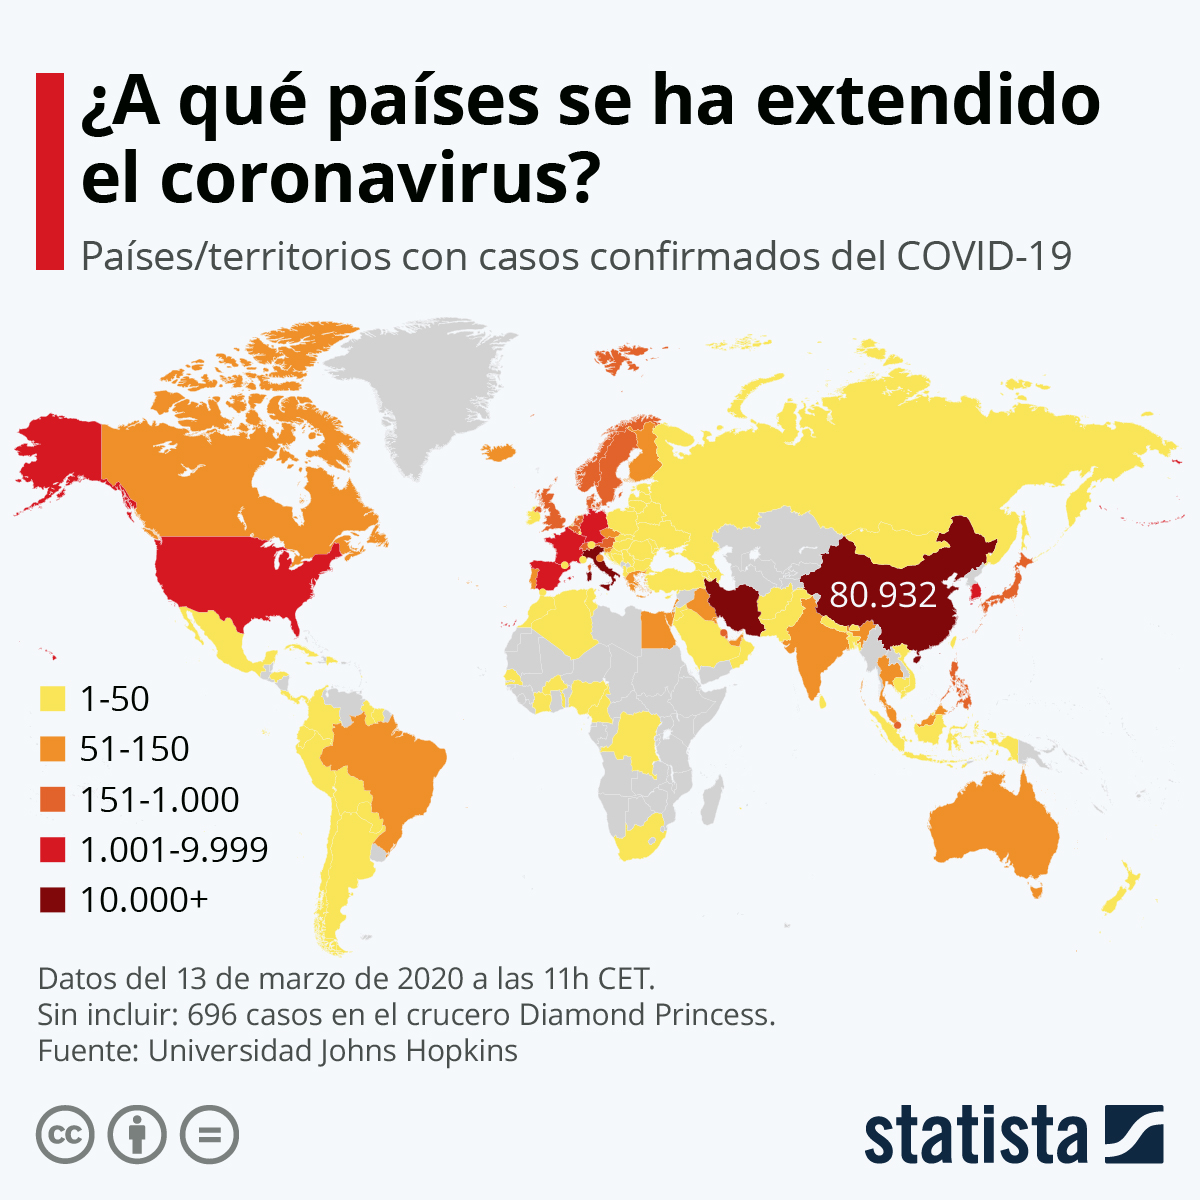 ¿A qué países se ha extendido
el coronavirus?
Países/territorios con casos confirmados del COVID-19
80.932
1-50
51-150
151-1.000
1.001-9.999
10.000+
Datos del 13 de marzo de 2020 a las 11h CET.
Sin incluir: 696 casos en el crucero Diamond Princess.
Fuente: Universidad Johns Hopkins
cc
statista